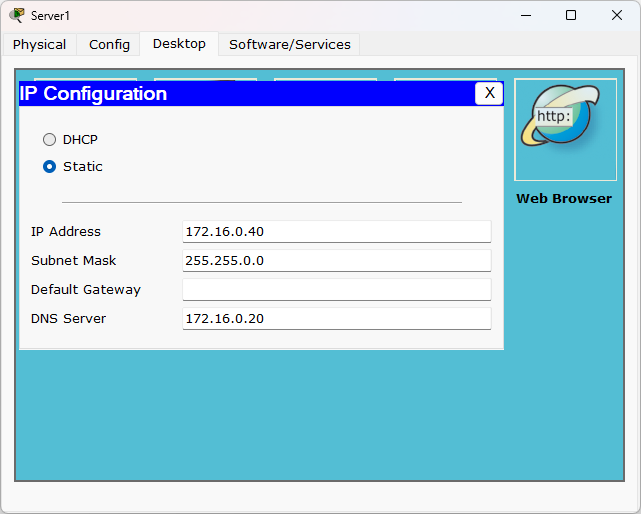 Server1
Physical Config Desktop Software/Services
IP Configuration X
http:
DHCP
Static
Web Browser
IP Address 172.16.0.40
Subnet Mask 255.255.0.0
Default Gateway
DNS Server 172.16.0.20